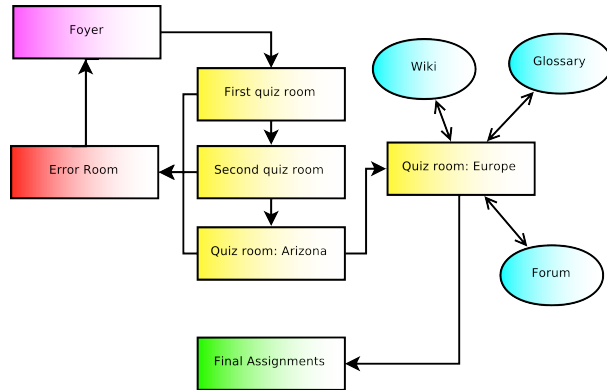 Foyer
Wiki
Glossary
First quiz room
Error Room
Second quiz room
Quiz room: Europe
Quiz room: Arizona
Forum
Final Assignments